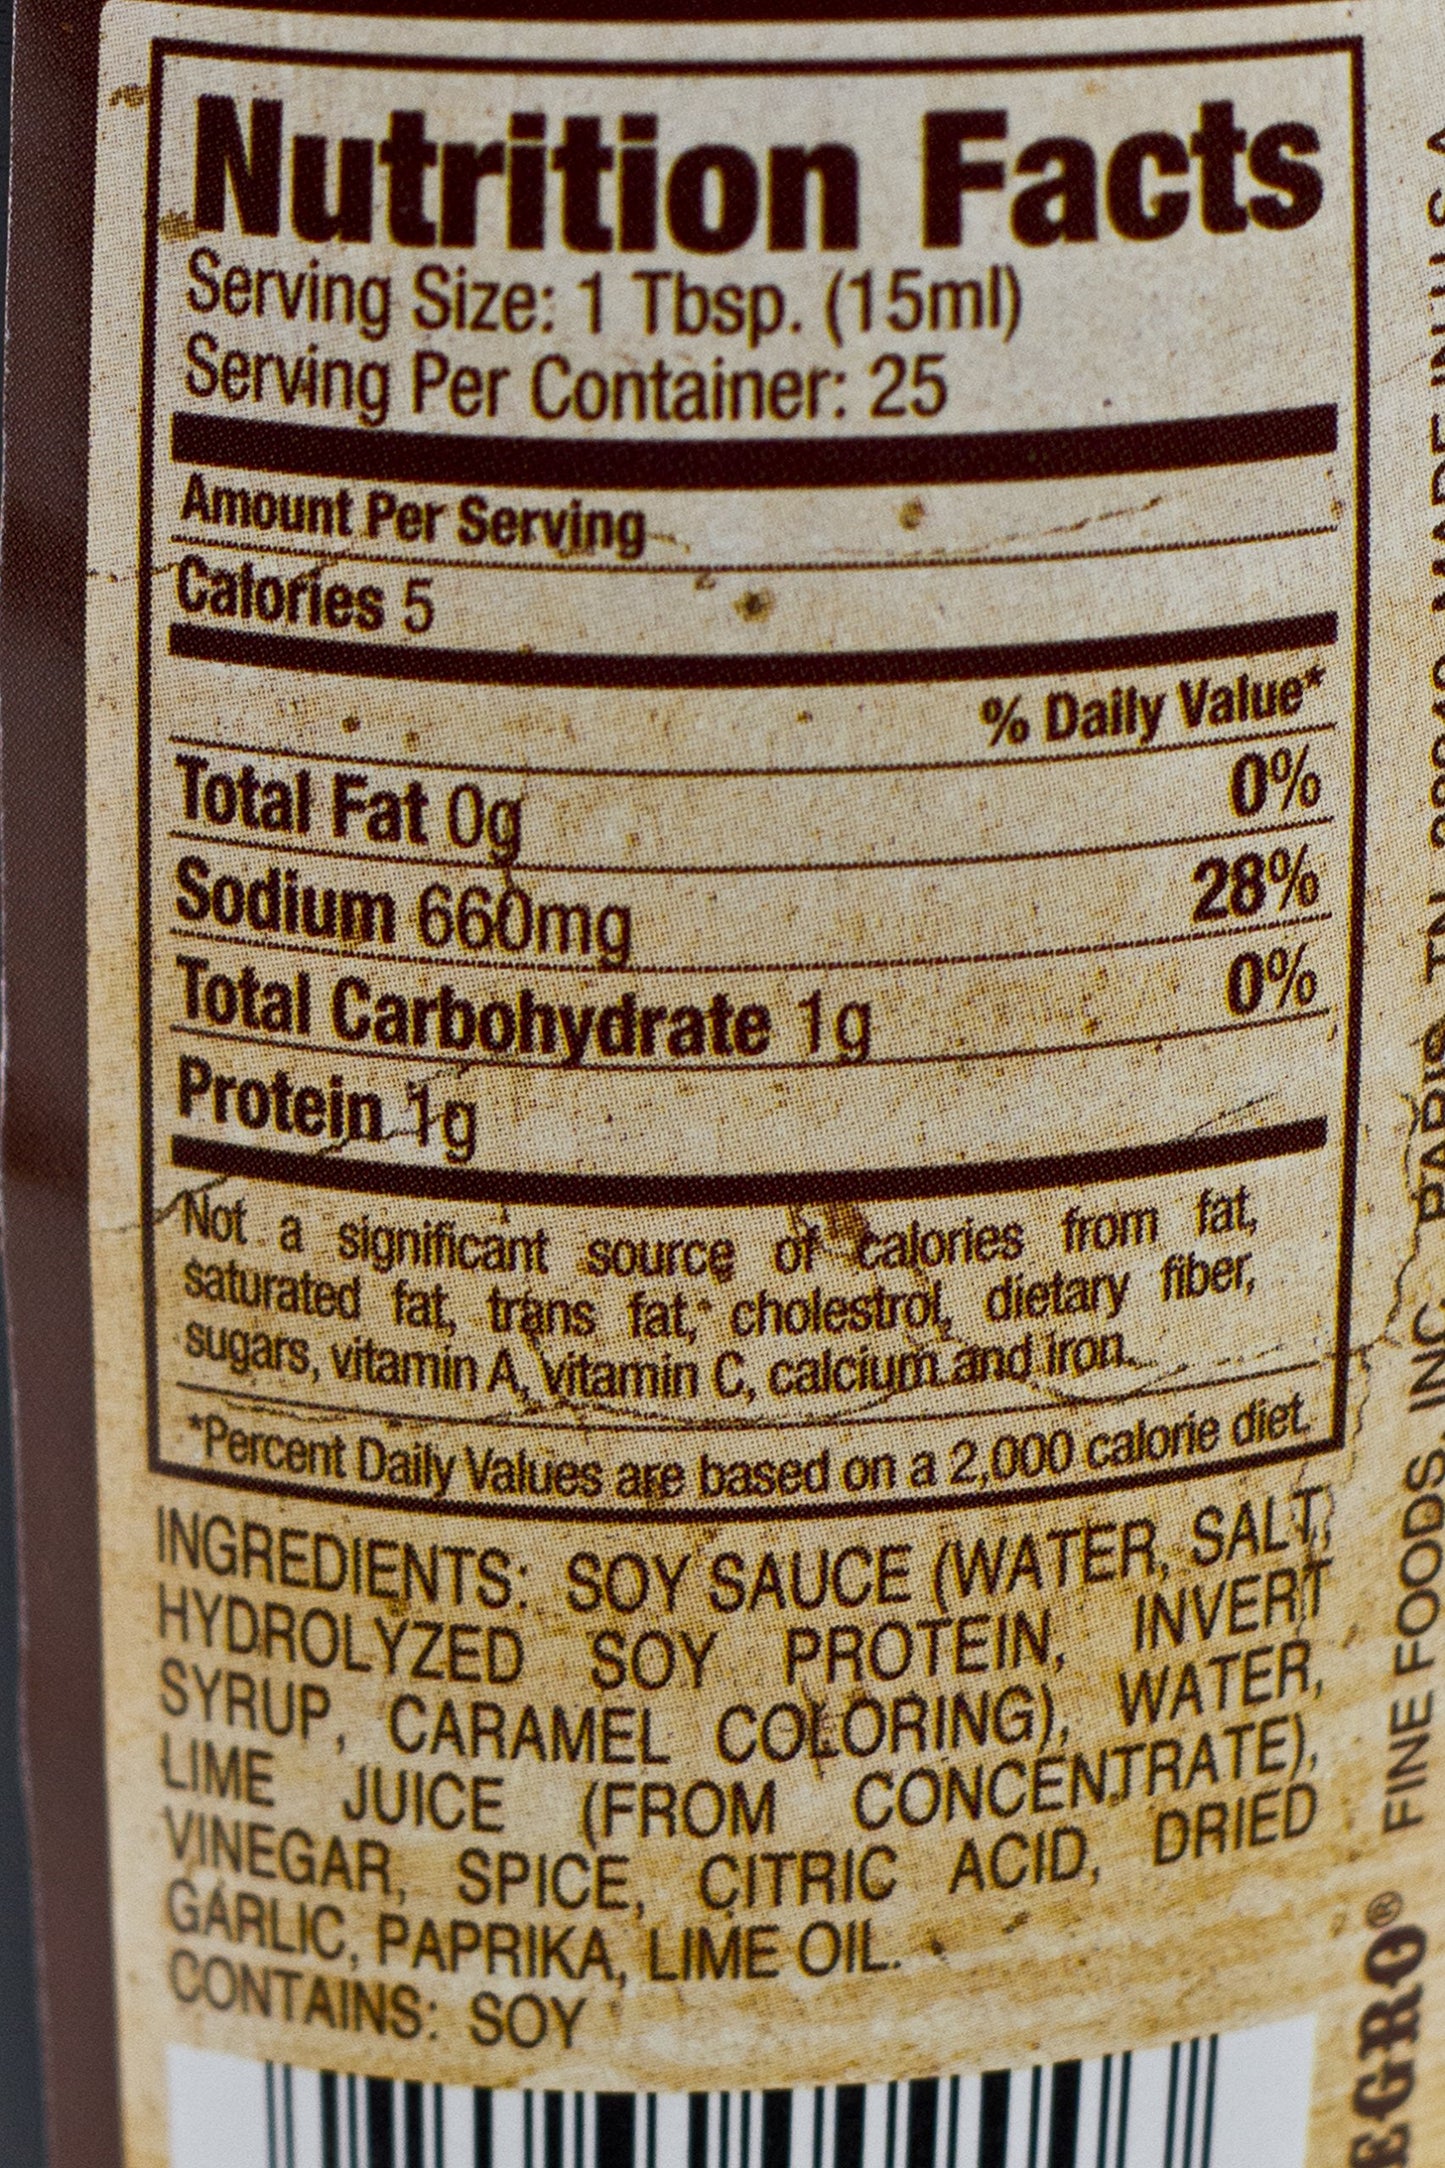 Nutrition Facts
Serving Size: 1 Tbsp. (15ml)
Serving Per Container: 25
Amount Per Serving
Calories 5
% Daily Value*
Total Fat 0g 0%
Sodium 660mg 28%
Total Carbohydrate 1g 0%
Protein 1g
Not a significant source of calories from fat,
saturated fat, trans fat, cholestrol, dietary fiber,
sugars, vitamin A, vitamin C, calcium and iron.
*Percent Daily Values are based on a 2,000 calorie diet.
INGREDIENTS: SOY SAUCE (WATER, SALT,
HYDROLYZED SOY PROTEIN, INVERT
SYRUP, CARAMEL COLORING), WATER,
LIME JUICE (FROM CONCENTRATE),
VINEGAR, SPICE, CITRIC ACID, DRIED
GARLIC, PAPRIKA, LIME OIL.
CONTAINS: SOY
EGRO® FINE FOODS, INC. PARIS, TN